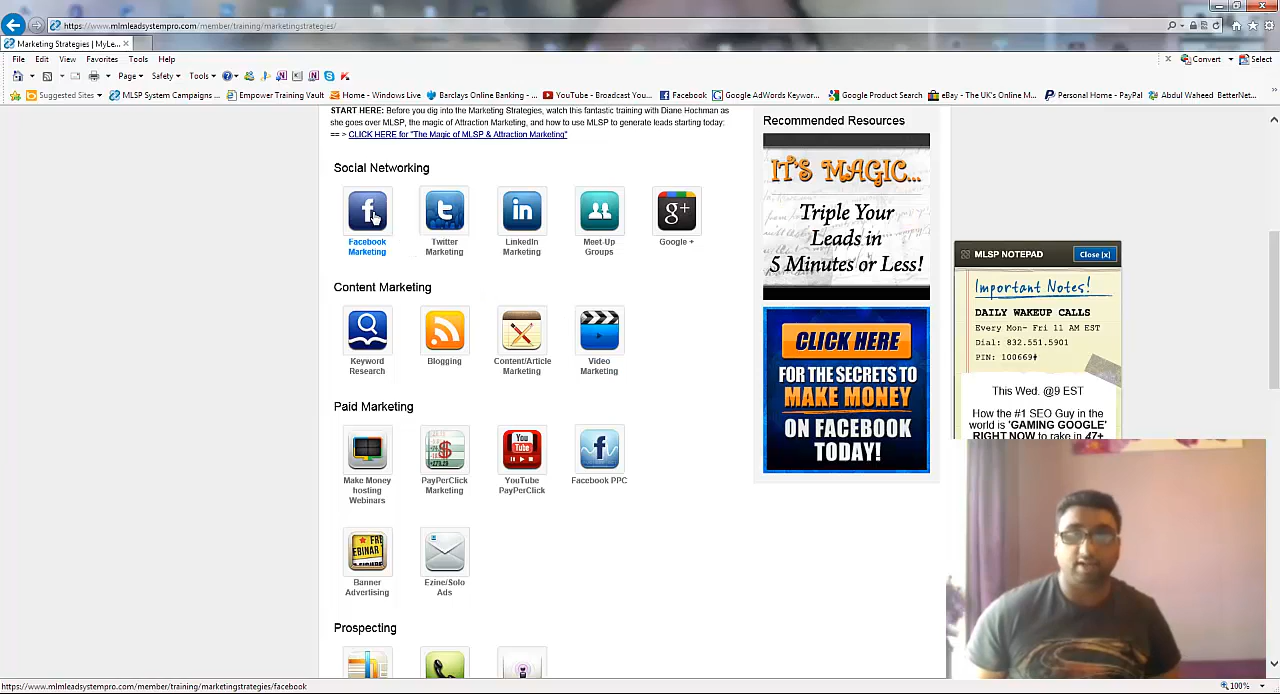 https://www.mlmleadsystempro.com/member/training/marketingstrategies/
Marketing Strategies | MyLe...
File Edit View Favorites Tools Help
Convert Select
Page Safety Tools
Suggested Sites MLSP System Campaigns ... Empower Training Vault Home - Windows Live Barclays Online Banking - ... YouTube - Broadcast You... Facebook Google AdWords Keywor... Google Product Search eBay - The UK's Online M... Personal Home - PayPal Abdul Waheed BetterNet...
START HERE: Before you dig into the Marketing Strategies, watch this fantastic training with Diane Hochman as
she goes over MLSP, the magic of Attraction Marketing, and how to use MLSP to generate leads starting today:
== > CLICK HERE for "The Magic of MLSP & Attraction Marketing"
Social Networking
Facebook Marketing
Twitter Marketing
LinkedIn Marketing
Meet-Up Groups
Google +
Content Marketing
Keyword Research
Blogging
Content/Article Marketing
Video Marketing
Paid Marketing
Make Money hosting Webinars
PayPerClick Marketing
You Tube
YouTube PayPerClick
Facebook PPC
Banner Advertising
Ezine/Solo Ads
Prospecting
Recommended Resources
IT'S MAGIC...
Triple Your
Leads in
5 Minutes or Less!
CLICK HERE
FOR THE SECRETS TO
MAKE MONEY
ON FACEBOOK
TODAY!
MLSP NOTEPAD Close [x]
Important Notes!
DAILY WAKEUP CALLS
Every Mon- Fri 11 AM EST
Dial: 832.551.5901
PIN: 100669#
This Wed. @9 EST
How the #1 SEO Guy in the
world is 'GAMING GOOGLE'
RIGHT NOW to rake in 47+
https://www.mlmleadsystempro.com/member/training/marketingstrategies/facebook
100%